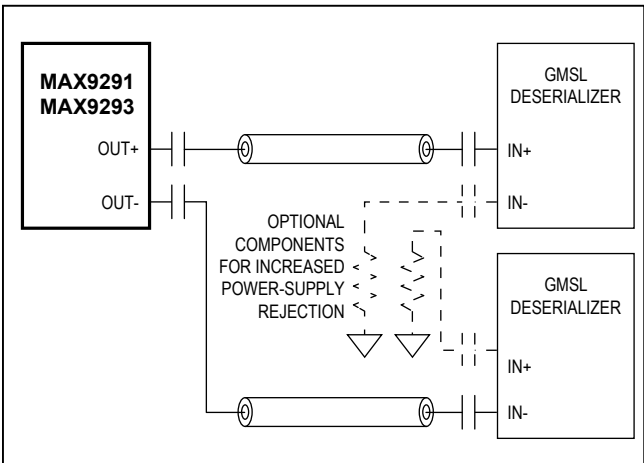 MAX9291
MAX9293
OUT+
OUT-
GMSL
DESERIALIZER
IN+
IN-
OPTIONAL
COMPONENTS
FOR INCREASED
POWER-SUPPLY
REJECTION
GMSL
DESERIALIZER
IN+
IN-